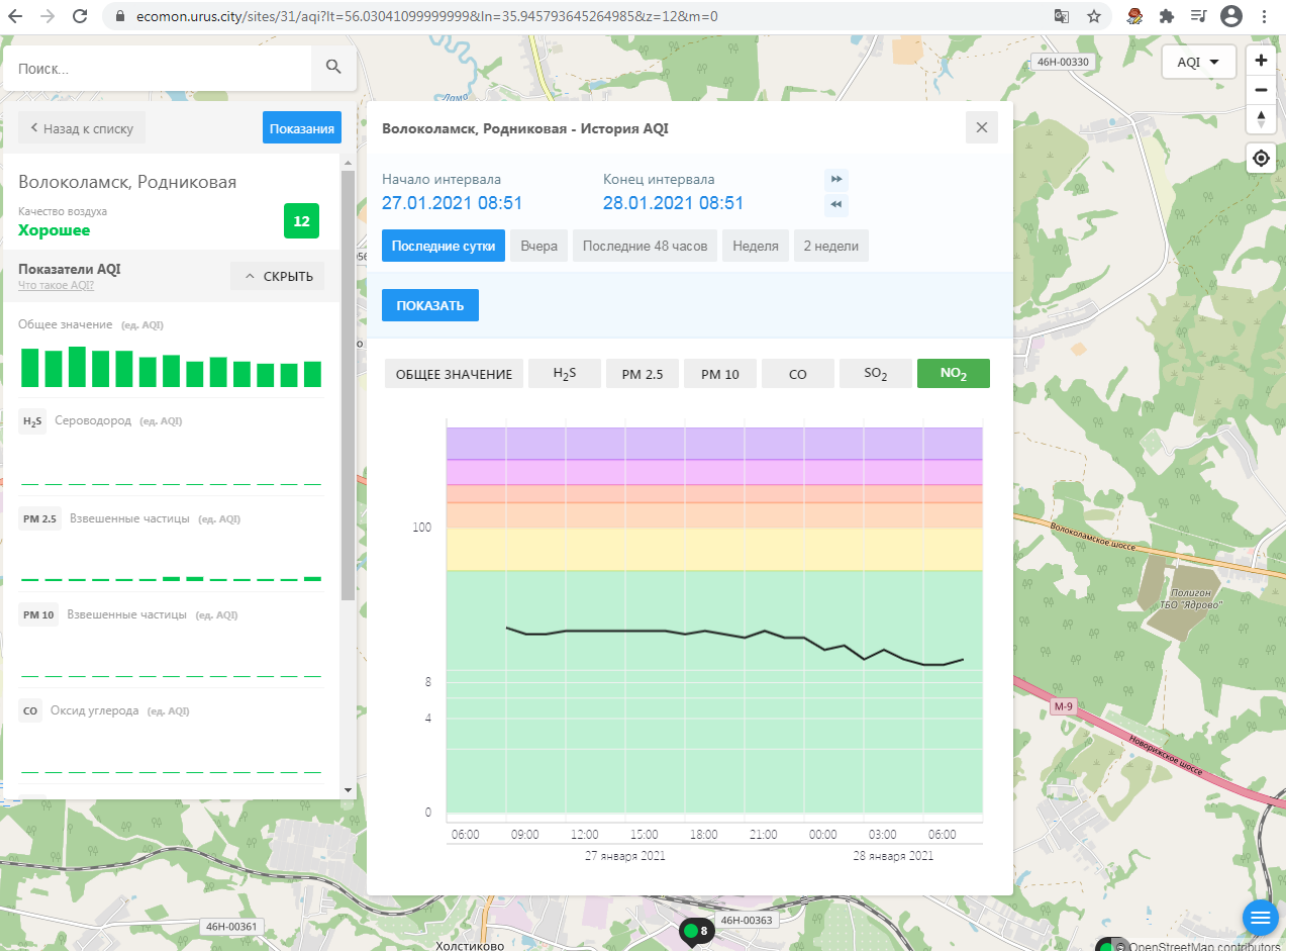 ecomon.urus.city/sites/31/aqi?lt=56.03041099999999&ln=35.945793645264985&z=12&m=0
Поиск...
46Н-00330
AQI
Лама
Назад к списку
Показания
Волоколамск, Родниковая - История AQI
Волоколамск, Родниковая
Качество воздуха
Хорошее
12
Начало интервала
Конец интервала
27.01.2021 08:51
28.01.2021 08:51
Последние сутки
Вчера
Последние 48 часов
Неделя
2 недели
Показатели AQI
Что такое AQI?
СКРЫТЬ
ПОКАЗАТЬ
Общее значение (ед. AQI)
ОБЩЕЕ ЗНАЧЕНИЕ
H2S
PM 2.5
PM 10
CO
SO2
NO2
H2S Сероводород (ед. AQI)
PM 2.5 Взвешенные частицы (ед. AQI)
PM 10 Взвешенные частицы (ед. AQI)
CO Оксид углерода (ед. AQI)
100
8
4
0
06:00
09:00
12:00
15:00
18:00
21:00
00:00
03:00
06:00
27 января 2021
28 января 2021
Волоколамское шоссе
Полигон
ТБО "Ядрово"
М-9
Новорижское шоссе
46Н-00361
46Н-00363
8
Холстиково
OpenStreetMap contributors